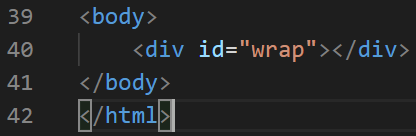 39 <body>
40     <div id="wrap"></div>
41 </body>
42 </html>